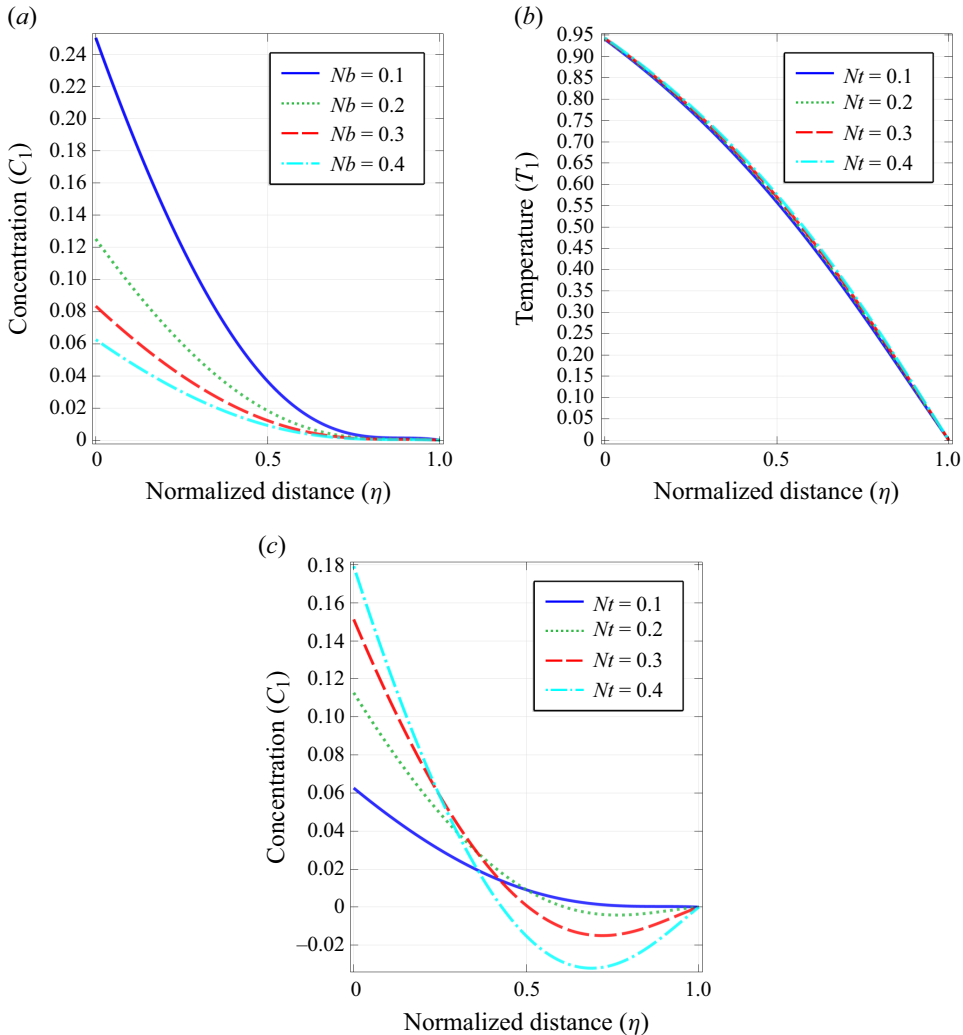 (a)
0.24
0.22
0.20
0.18
0.16
0.14
0.12
0.10
0.08
0.06
0.04
0.02
0
Concentration (C1)
Nb = 0.1
Nb = 0.2
Nb = 0.3
Nb = 0.4
0 0.5 1.0
Normalized distance (η)
(b)
0.95
0.90
0.85
0.80
0.75
0.70
0.65
0.60
0.55
0.50
0.45
0.40
0.35
0.30
0.25
0.20
0.15
0.10
0.05
0
Temperature (T1)
Nt = 0.1
Nt = 0.2
Nt = 0.3
Nt = 0.4
0 0.5 1.0
Normalized distance (η)
(c)
0.18
0.16
0.14
0.12
0.10
0.08
0.06
0.04
0.02
0
–0.02
Concentration (C1)
Nt = 0.1
Nt = 0.2
Nt = 0.3
Nt = 0.4
0 0.5 1.0
Normalized distance (η)